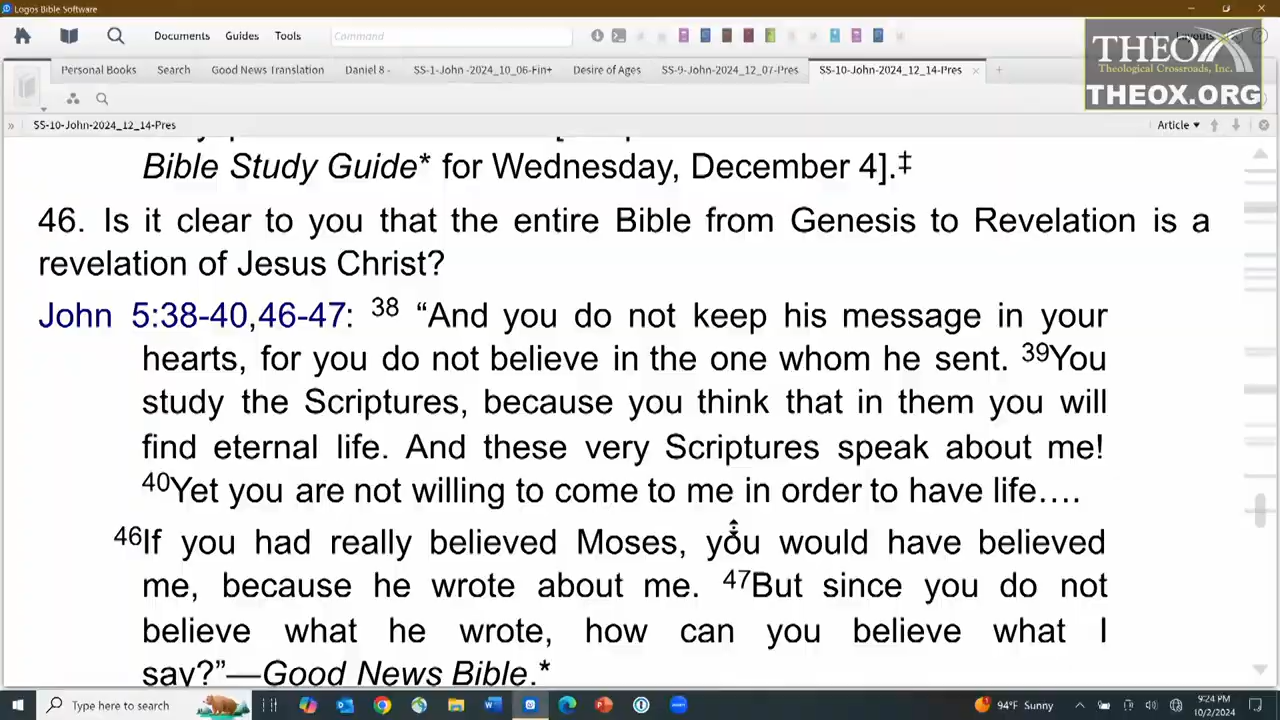 Logos Bible Software
Documents Guides Tools Command Layouts
THEOX
Theological Crossroads, Inc.
THEOX.ORG
Personal Books Search Good News Translation Daniel 8 - Desire of Ages SS-9-John-2024_12_07-Pres SS-10-John-2024_12_14-Pres
SS-10-John-2024_12_14-Pres Article
Bible Study Guide* for Wednesday, December 4].‡
46. Is it clear to you that the entire Bible from Genesis to Revelation is a
revelation of Jesus Christ?
John 5:38-40,46-47: 38 “And you do not keep his message in your
hearts, for you do not believe in the one whom he sent. 39You
study the Scriptures, because you think that in them you will
find eternal life. And these very Scriptures speak about me!
40Yet you are not willing to come to me in order to have life….
46If you had really believed Moses, you would have believed
me, because he wrote about me. 47But since you do not
believe what he wrote, how can you believe what I
say?”—Good News Bible.*
Type here to search 94°F Sunny 9:24 PM
10/2/2024